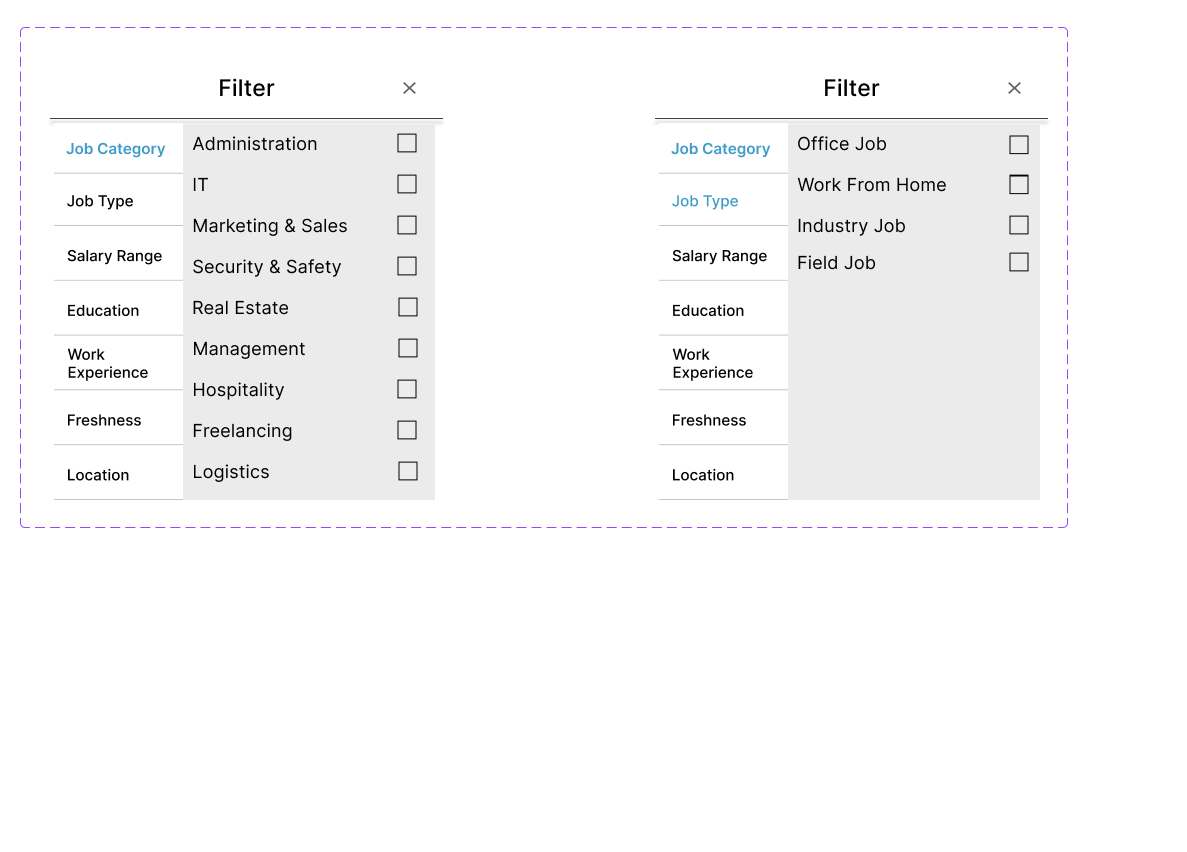 Filter
Job Category
Job Type
Salary Range
Education
Work
Experience
Freshness
Location
Administration
IT
Marketing & Sales
Security & Safety
Real Estate
Management
Hospitality
Freelancing
Logistics
Filter
Job Category
Job Type
Salary Range
Education
Work
Experience
Freshness
Location
Office Job
Work From Home
Industry Job
Field Job